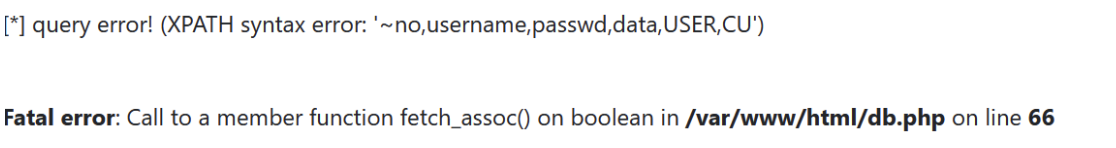 [*] query error! (XPATH syntax error: '~no,username,passwd,data,USER,CU')
Fatal error: Call to a member function fetch_assoc() on boolean in /var/www/html/db.php on line 66